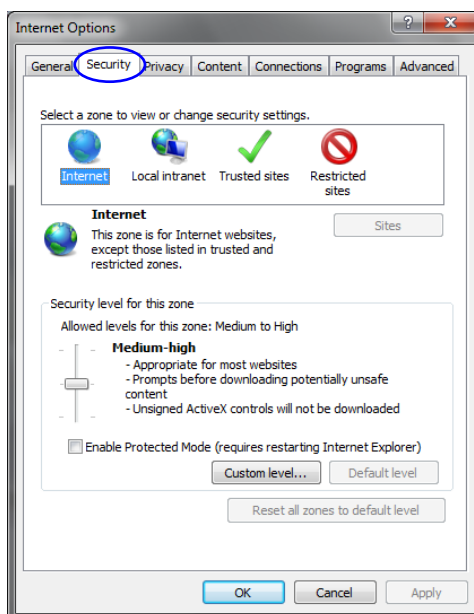 Internet Options
?
X
General Security Privacy Content Connections Programs Advanced
Select a zone to view or change security settings.
Internet Local intranet Trusted sites Restricted
sites
Internet
This zone is for Internet websites,
except those listed in trusted and
restricted zones.
Sites
Security level for this zone
Allowed levels for this zone: Medium to High
Medium-high
- Appropriate for most websites
- Prompts before downloading potentially unsafe
content
- Unsigned ActiveX controls will not be downloaded
Enable Protected Mode (requires restarting Internet Explorer)
Custom level... Default level
Reset all zones to default level
OK Cancel Apply